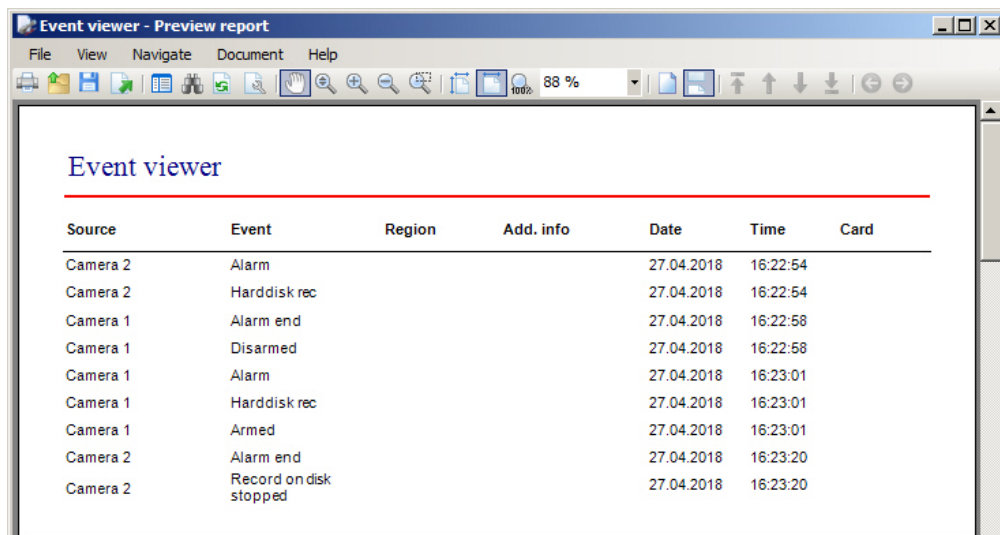 Event viewer - Preview report
File View Navigate Document Help
100% 88 %
Event viewer
Source Event Region Add. info Date Time Card
Camera 2 Alarm 27.04.2018 16:22:54
Camera 2 Harddisk rec 27.04.2018 16:22:54
Camera 1 Alarm end 27.04.2018 16:22:58
Camera 1 Disarmed 27.04.2018 16:22:58
Camera 1 Alarm 27.04.2018 16:23:01
Camera 1 Harddisk rec 27.04.2018 16:23:01
Camera 1 Armed 27.04.2018 16:23:01
Camera 2 Alarm end 27.04.2018 16:23:20
Camera 2 Record on disk 27.04.2018 16:23:20
stopped